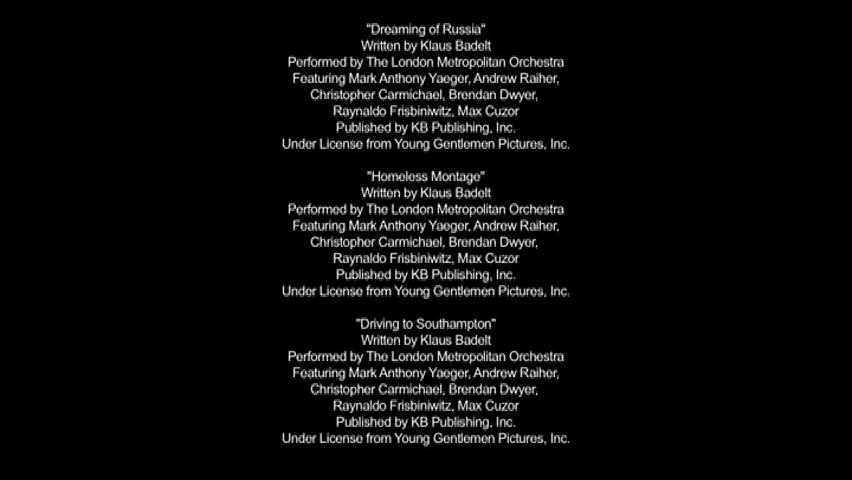 "Dreaming of Russia"
Written by Klaus Badelt
Performed by The London Metropolitan Orchestra
Featuring Mark Anthony Yaeger, Andrew Raiher,
Christopher Carmichael, Brendan Dwyer,
Raynaldo Frisbiniwitz, Max Cuzor
Published by KB Publishing, Inc.
Under License from Young Gentlemen Pictures, Inc.
"Homeless Montage"
Written by Klaus Badelt
Performed by The London Metropolitan Orchestra
Featuring Mark Anthony Yaeger, Andrew Raiher,
Christopher Carmichael, Brendan Dwyer,
Raynaldo Frisbiniwitz, Max Cuzor
Published by KB Publishing, Inc.
Under License from Young Gentlemen Pictures, Inc.
"Driving to Southampton"
Written by Klaus Badelt
Performed by The London Metropolitan Orchestra
Featuring Mark Anthony Yaeger, Andrew Raiher,
Christopher Carmichael, Brendan Dwyer,
Raynaldo Frisbiniwitz, Max Cuzor
Published by KB Publishing, Inc.
Under License from Young Gentlemen Pictures, Inc.